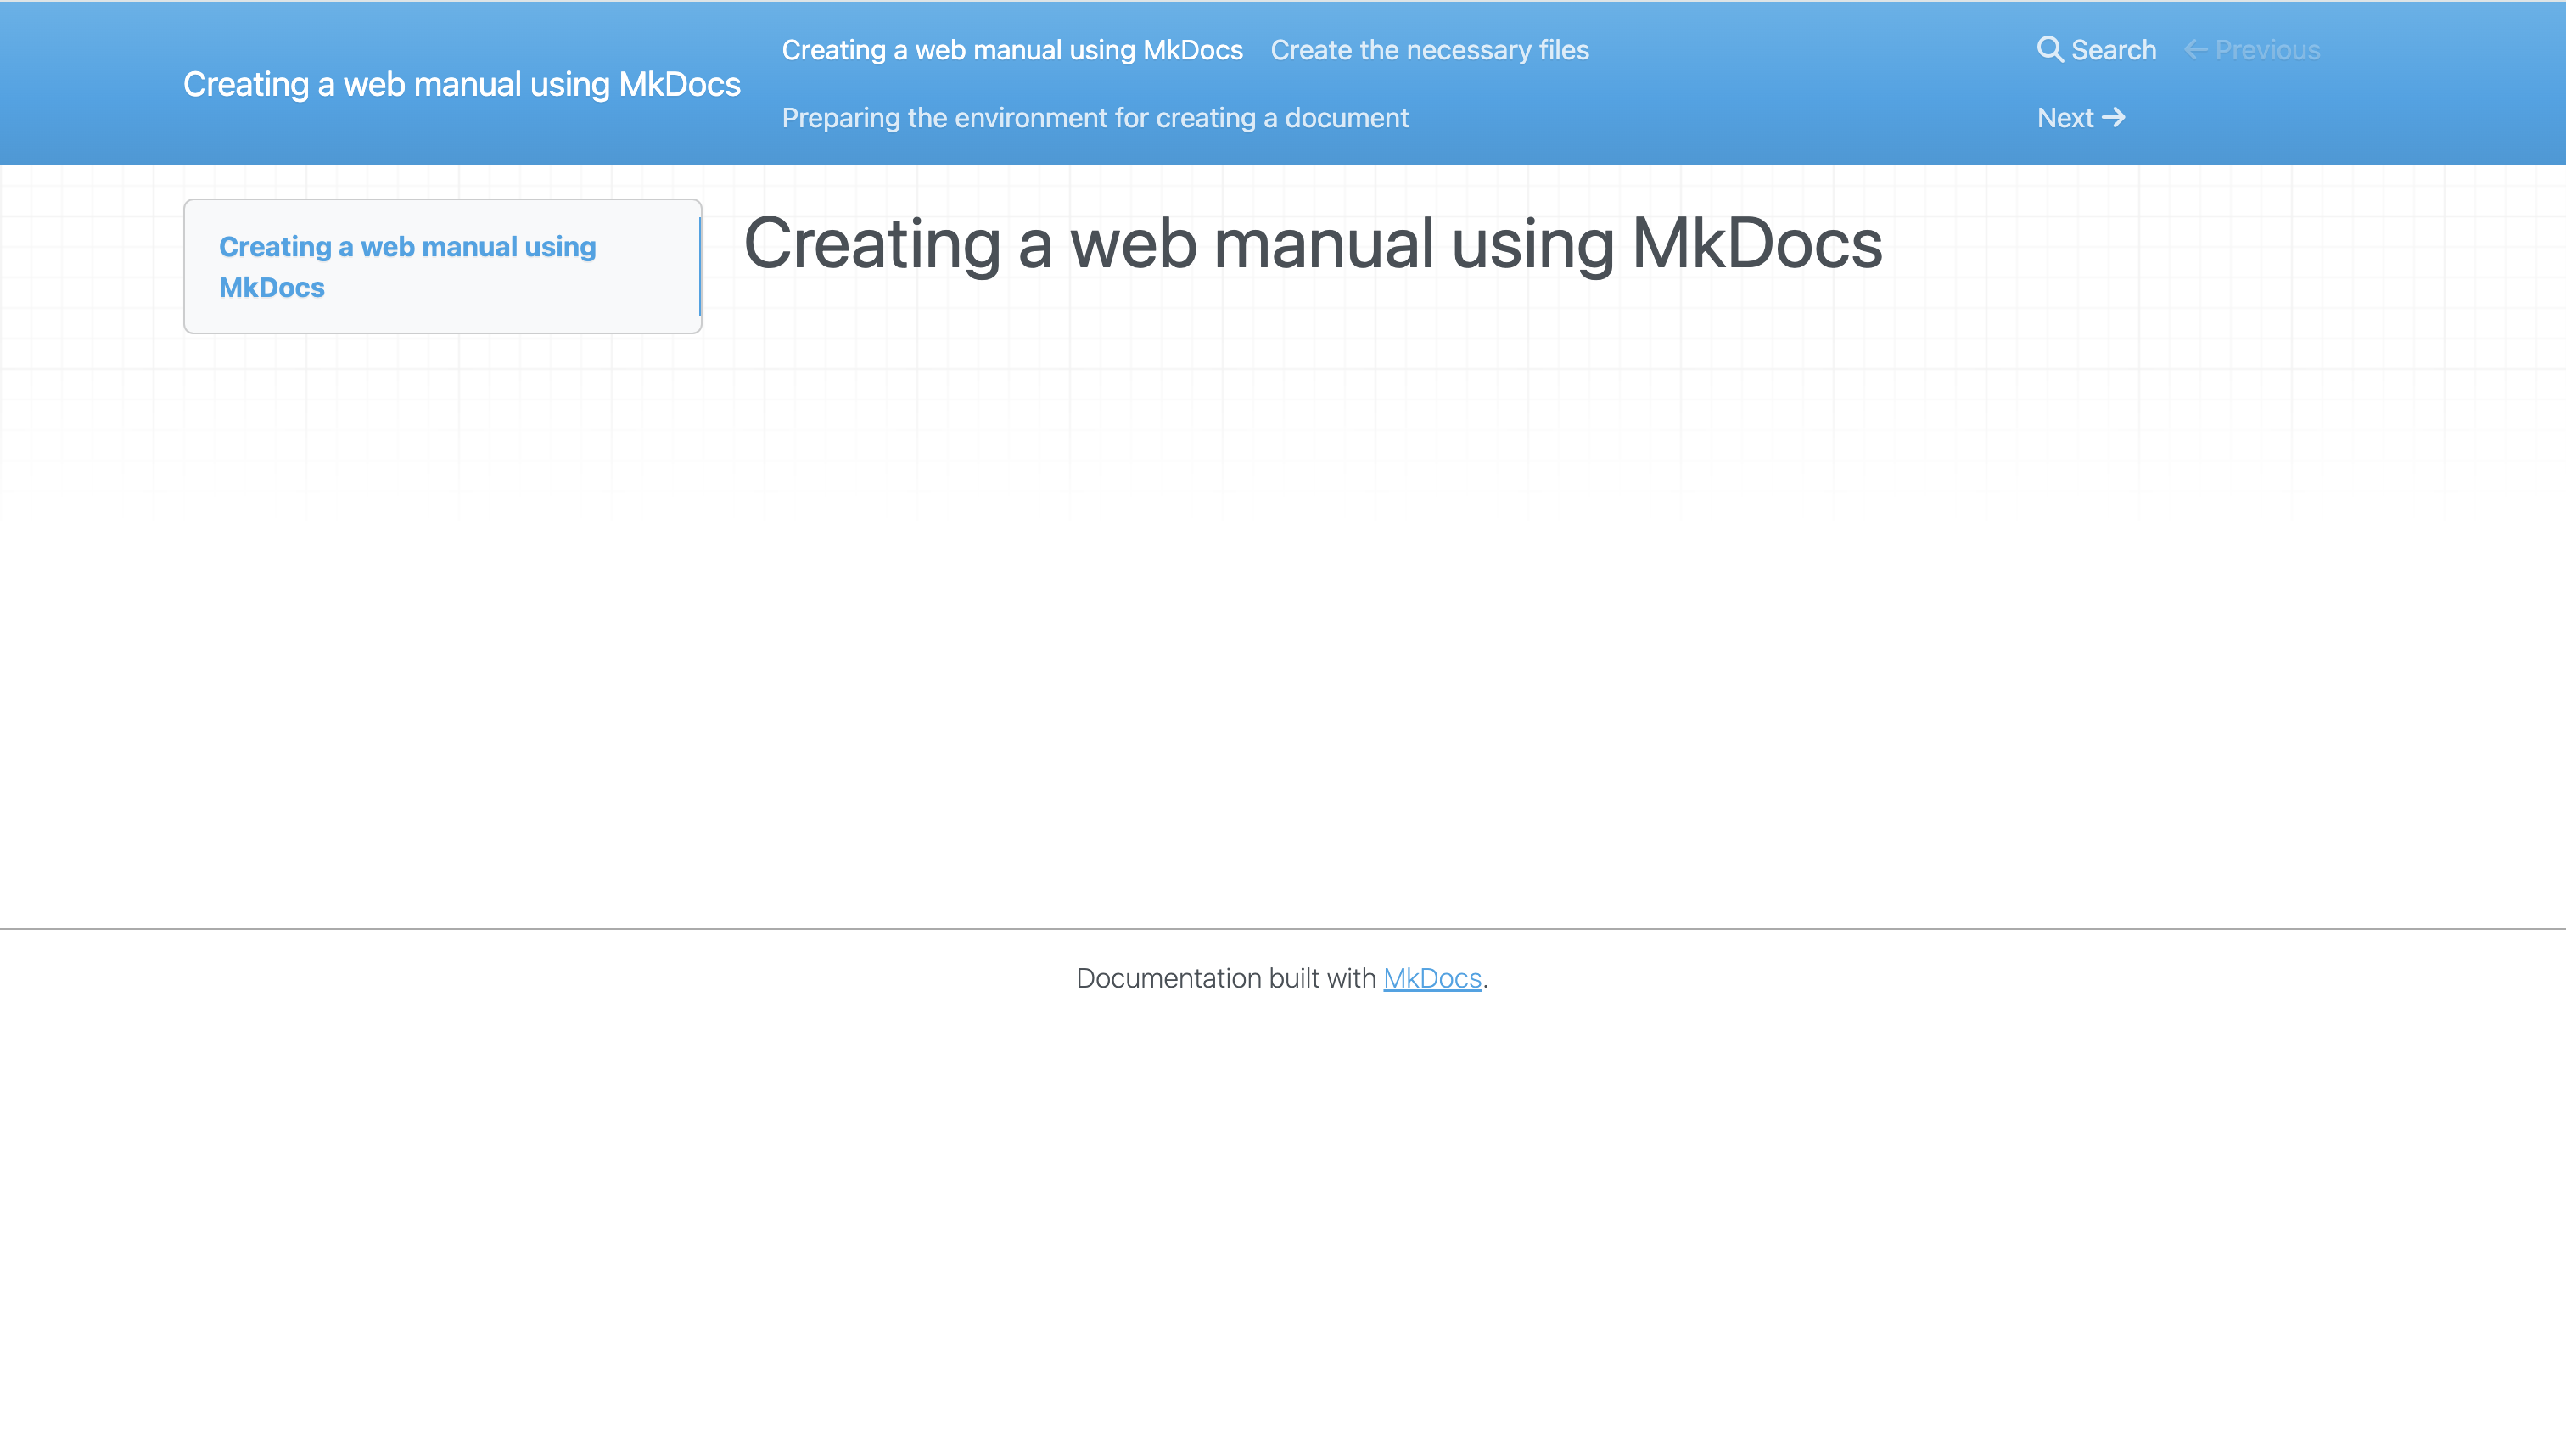 Creating a web manual using MkDocs
Creating a web manual using MkDocs
Create the necessary files
Preparing the environment for creating a document
Search
Previous
Next
Creating a web manual using
MkDocs
Creating a web manual using MkDocs
Documentation built with MkDocs.